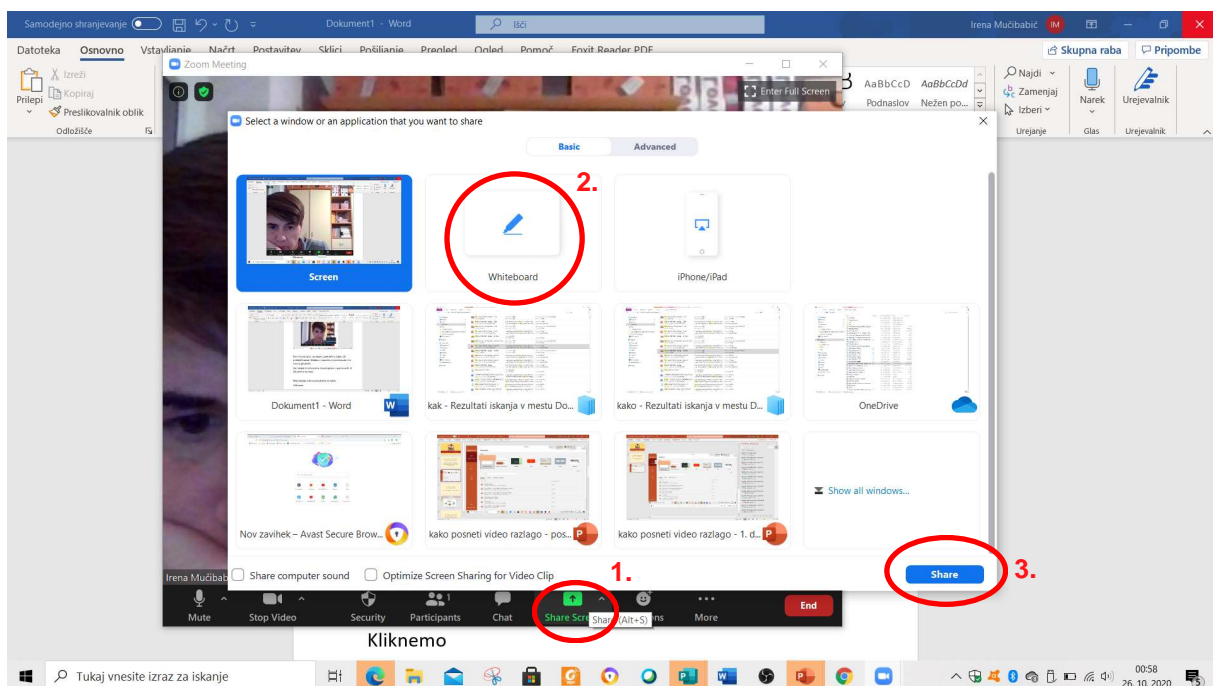 Samodejno shranjevanje
Dokument1 - Word
Išči
Irena Mučibabić
IM
Datoteka Osnovno Vstavljanje Načrt Postavitev Sklici Pošiljanje Pregled Ogled Pomoč Foxit Reader PDF
Skupna raba
Pripombe
Prilepi
Izreži
Kopiraj
Preslikovalnik oblik
Odložišče
AaBbCcD AaBbCcDd
Podnaslov Nežen po...
Najdi
Zamenjaj
Izberi
Urejanje
Narek
Glas
Urejevalnik
Urejevalnik
Zoom Meeting
Enter Full Screen
Select a window or an application that you want to share
Basic Advanced
2.
Screen
Whiteboard
iPhone/iPad
Dokument1 - Word
kak - Rezultati iskanja v mestu Do...
kako - Rezultati iskanja v mestu D...
OneDrive
Nov zavihek – Avast Secure Brow...
kako posneti video razlago - pos...
kako posneti video razlago - 1. d...
Show all windows...
Irena Mučibab
Share computer sound
Optimize Screen Sharing for Video Clip
1.
Share
3.
Mute
Stop Video
Security
Participants
1
Chat
Share Scre
Share (Alt+S)
ns
More
End
Kliknemo
Tukaj vnesite izraz za iskanje
00:58
26. 10. 2020
5